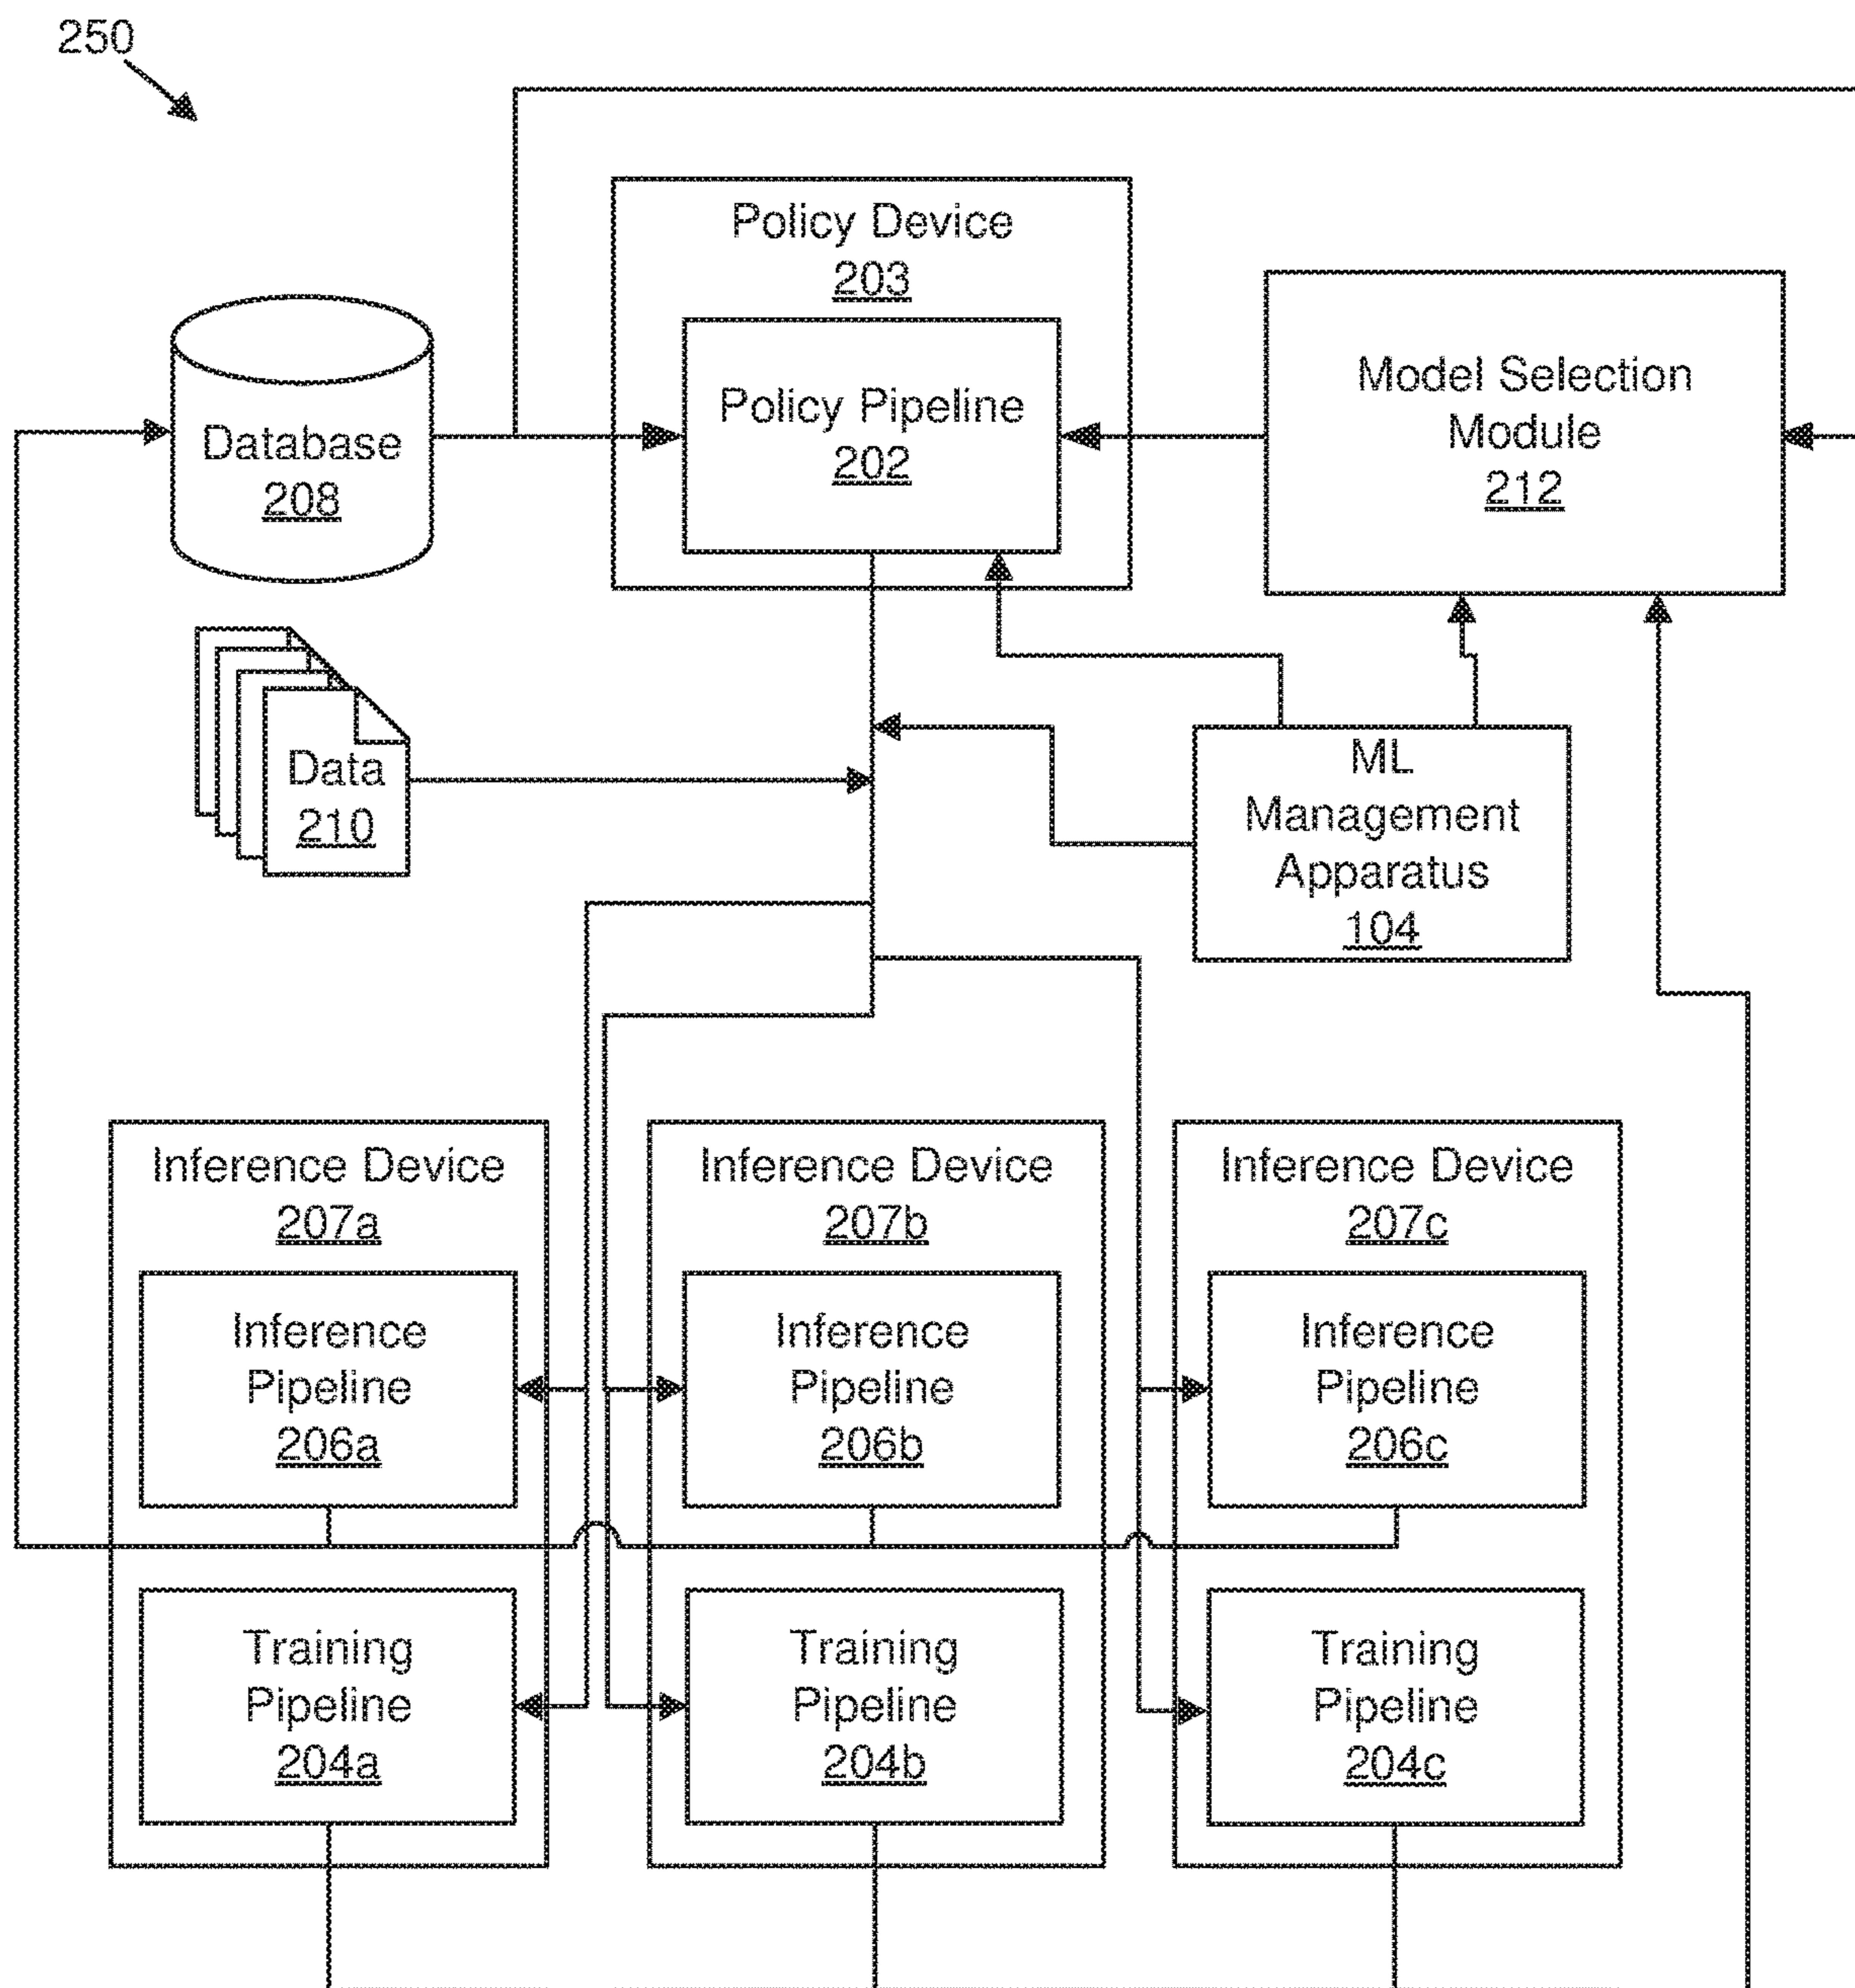 250
Policy Device
203
Policy Pipeline
202
Database
208
Model Selection
Module
212
Data
210
ML
Management
Apparatus
104
Inference Device
207a
Inference
Pipeline
206a
Training
Pipeline
204a
Inference Device
207b
Inference
Pipeline
206b
Training
Pipeline
204b
Inference Device
207c
Inference
Pipeline
206c
Training
Pipeline
204c